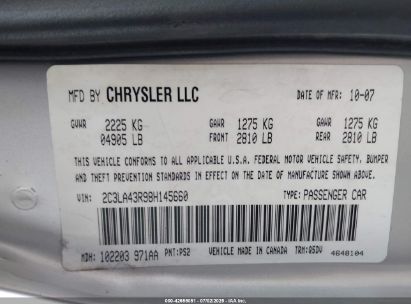 MFD BY CHRYSLER LLC DATE OF MFR: 10-07
GVWR 2225 KG GAWR 1275 KG GAWR 1275 KG
04905 LB FRONT 2810 LB REAR 2810 LB
THIS VEHICLE CONFORMS TO ALL APPLICABLE U.S.A. FEDERAL MOTOR VEHICLE SAFETY, BUMPER
AND THEFT PREVENTION STANDARDS IN EFFECT ON THE DATE OF MANUFACTURE SHOWN ABOVE.
VIN: 2C3LA43R98H145660 TYPE: PASSENGER CAR
MDH: 102203 971AA PNT: PS2 VEHICLE MADE IN CANADA TRM: Q5DV
4648104